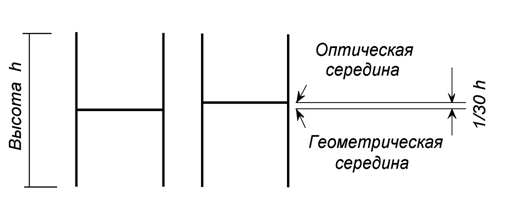 Высота h
Оптическая
середина
Геометрическая
середина
1/30 h